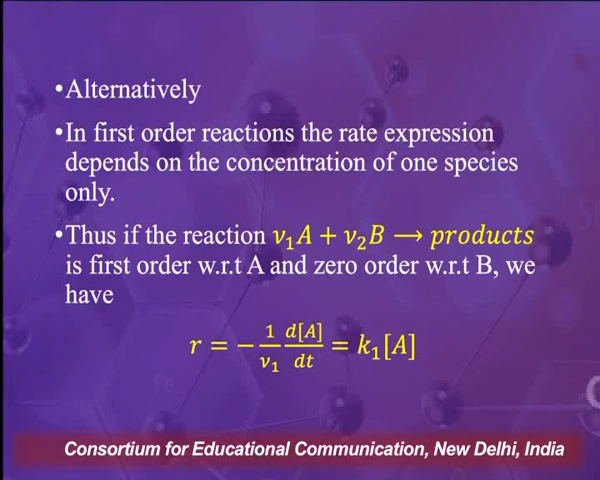 •Alternatively
•In first order reactions the rate expression
depends on the concentration of one species
only.
•Thus if the reaction ν₁A + ν₂B ⟶ products
is first order w.r.t A and zero order w.r.t B, we
have
r = −(1/ν₁) d[A]/dt = k₁[A]
Consortium for Educational Communication, New Delhi, India